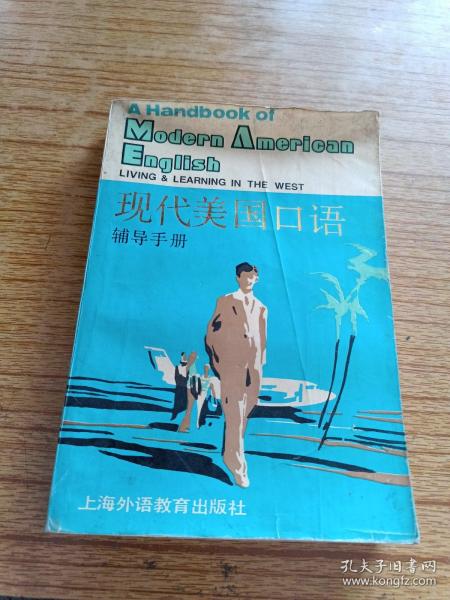 A Handbook of
Modern American
English
LIVING & LEARNING IN THE WEST
现代美国口语
辅导手册
上海外语教育出版社
孔夫子旧书网
www.kongfz.com